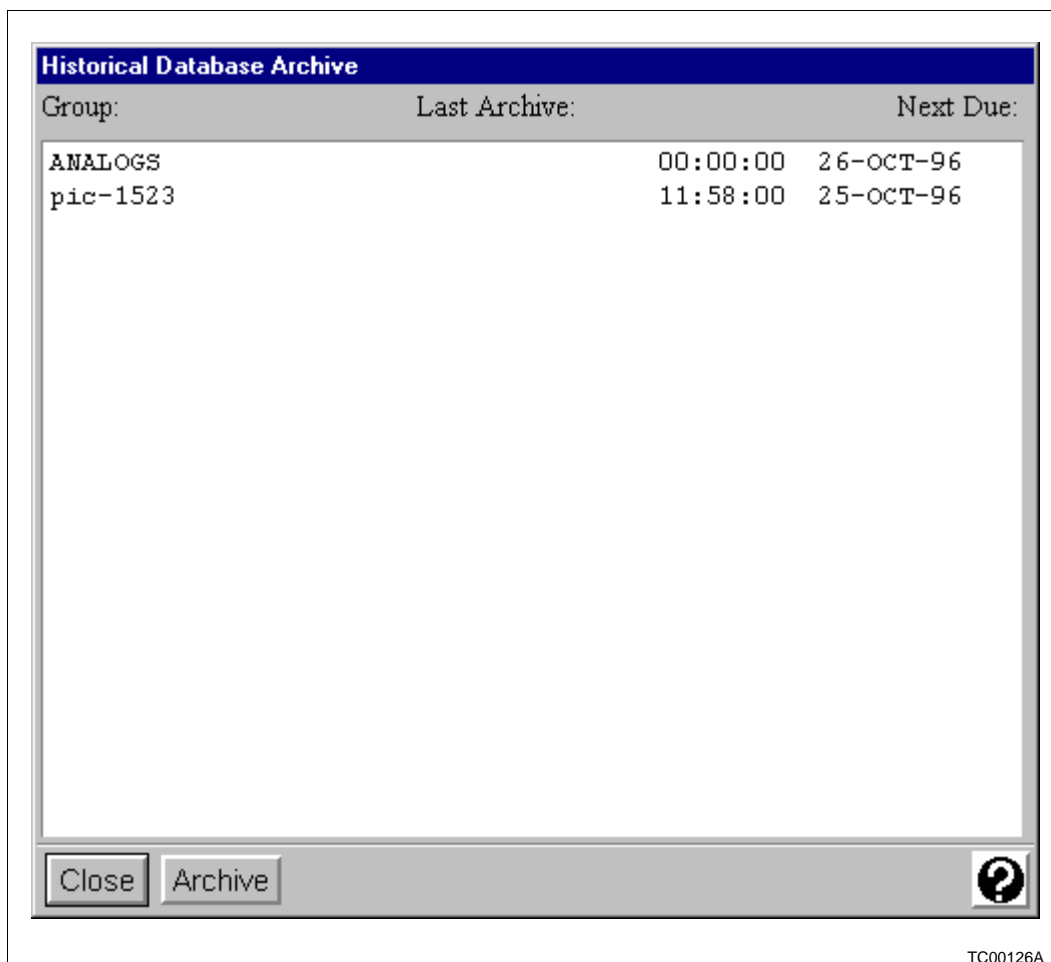 Historical Database Archive
Group: Last Archive: Next Due:
ANALOGS 00:00:00 26-OCT-96
pic-1523 11:58:00 25-OCT-96
Close Archive ?
TC00126A